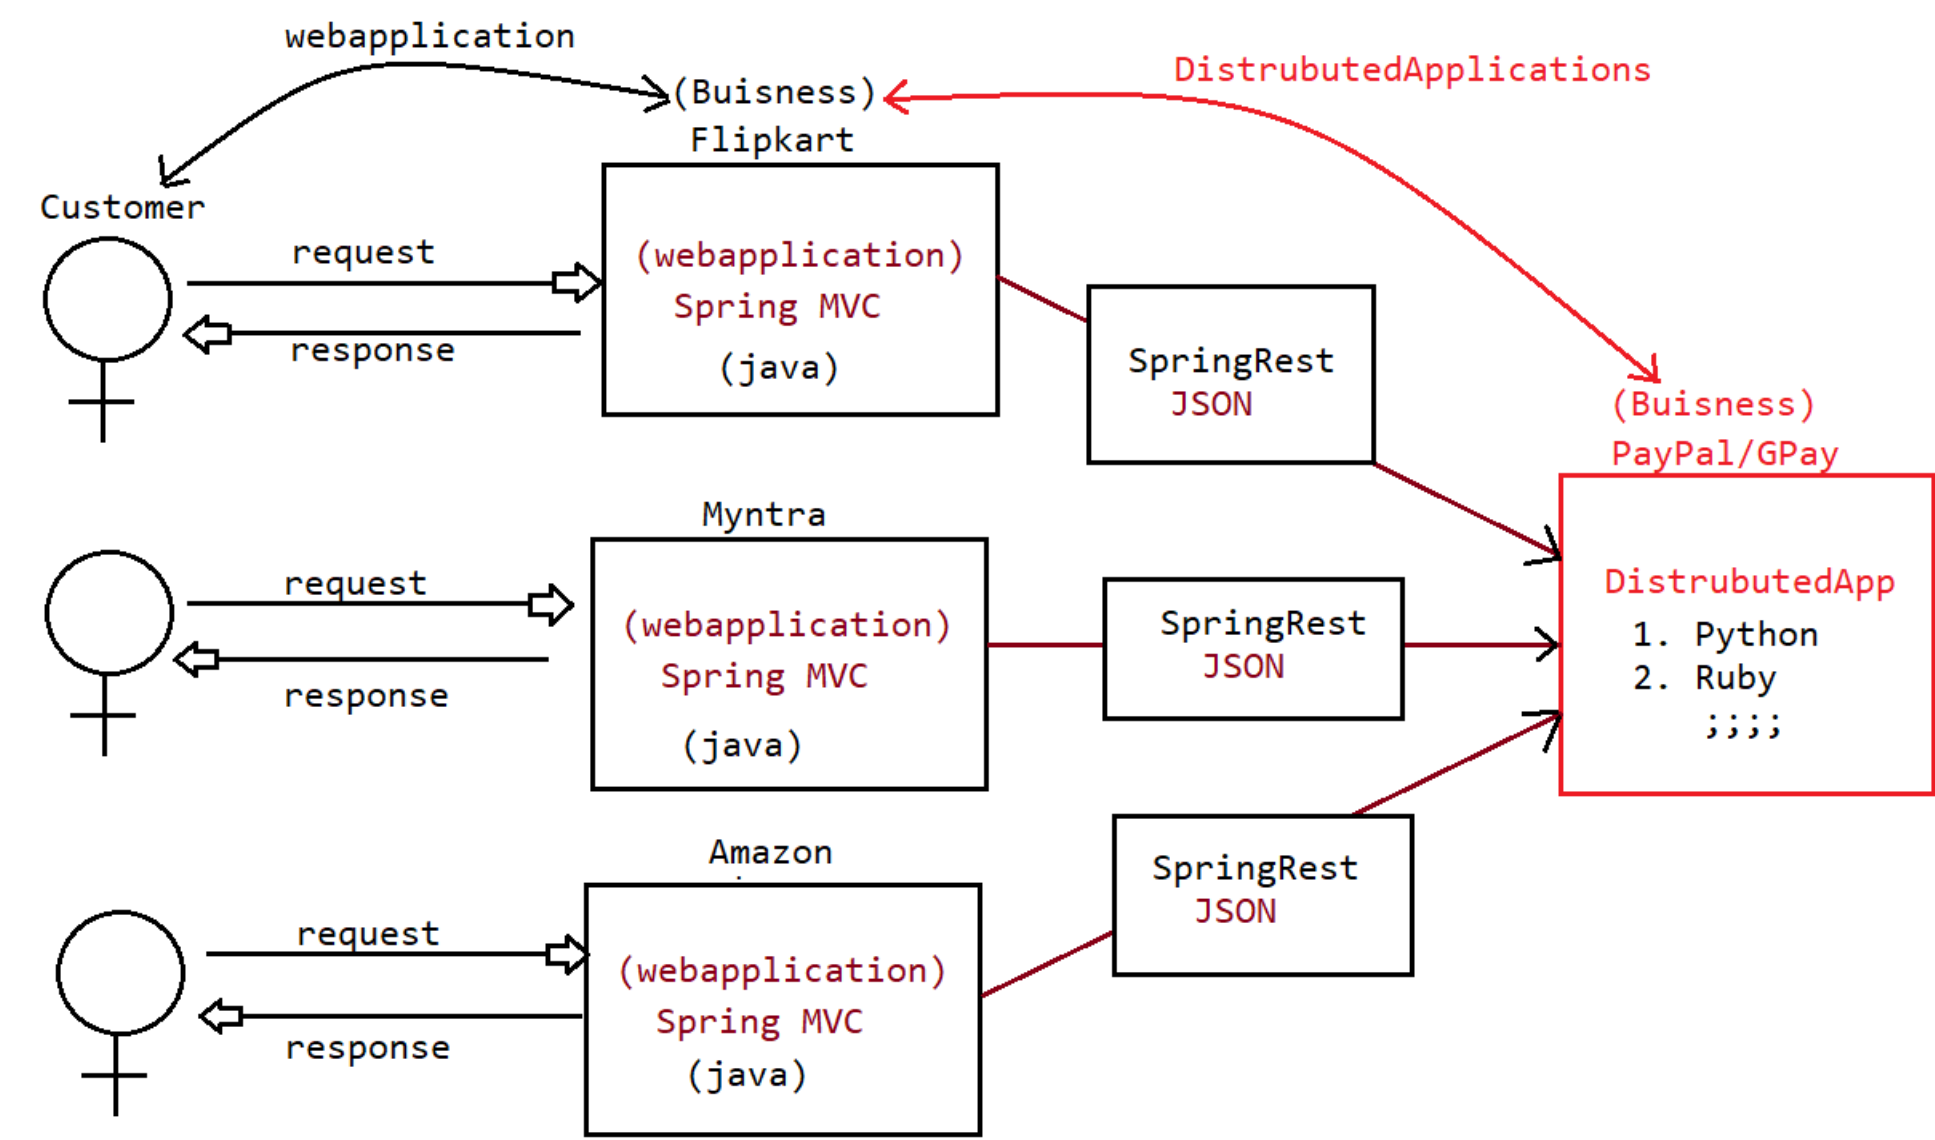 webapplication
(Buisness)
Flipkart
DistrubutedApplications
Customer
request
response
(webapplication)
Spring MVC
(java)
SpringRest
JSON
(Buisness)
PayPal/GPay
Myntra
request
response
(webapplication)
Spring MVC
(java)
SpringRest
JSON
DistrubutedApp
1. Python
2. Ruby
;;;;
Amazon
request
response
(webapplication)
Spring MVC
(java)
SpringRest
JSON